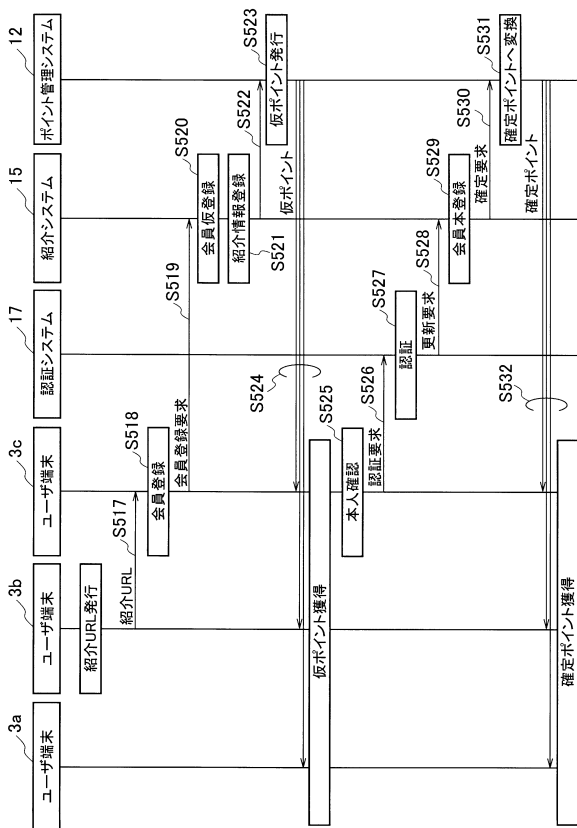 3a
3b
3c
17
15
12
ユーザ端末
ユーザ端末
ユーザ端末
認証システム
紹介システム
ポイント管理システム
紹介URL発行
紹介URL
S517
会員登録
S518
会員登録要求
S519
会員仮登録
S520
紹介情報登録
S521
S522
仮ポイント発行
S523
仮ポイント
S524
仮ポイント獲得
本人確認
S525
認証要求
S526
認証
S527
更新要求
S528
会員本登録
S529
確定要求
S530
確定ポイントへ変換
S531
確定ポイント
S532
確定ポイント獲得